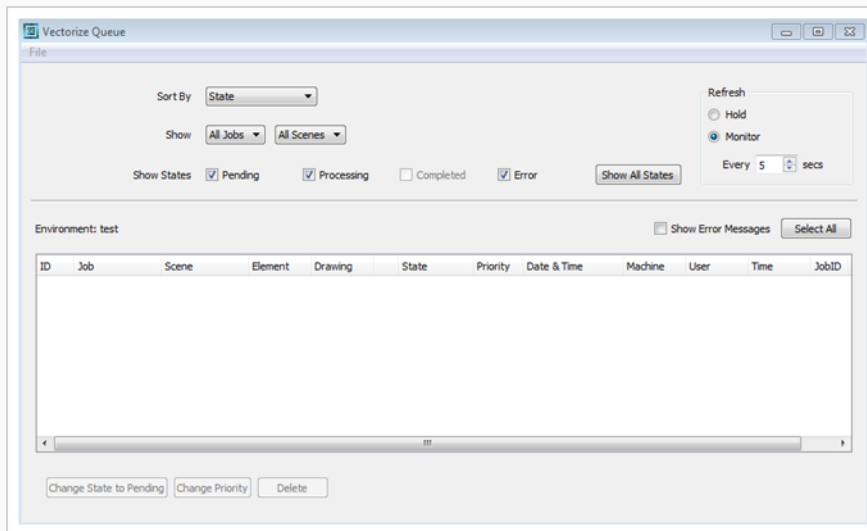 Vectorize Queue
File
Sort By State
Refresh
Hold
Show All Jobs All Scenes
Monitor
Every 5 secs
Show States Pending Processing Completed Error Show All States
Environment: test Show Error Messages Select All
ID Job Scene Element Drawing State Priority Date & Time Machine User Time JobID
Change State to Pending Change Priority Delete